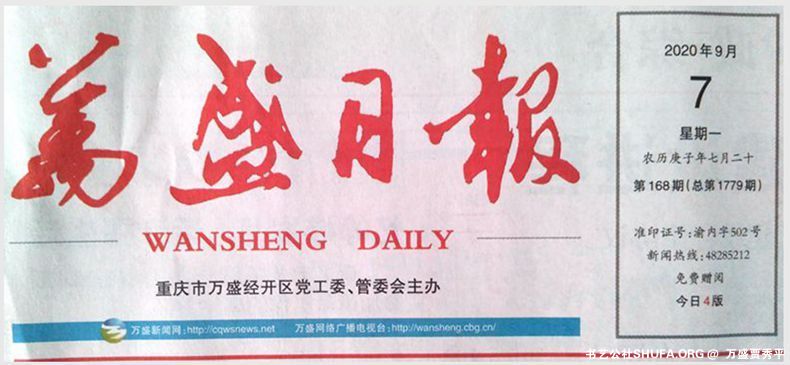 萬盛日報
WANSHENG DAILY
重庆市万盛经开区党工委、管委会主办
万盛新闻网:http://cqwsnews.net 万盛网络广播电视台:http://wansheng.cbg.cn/
2020年9月
7
星期一
农历庚子年七月二十
第168期(总第1779期)
准印证号:渝内字502号
新闻热线:48285212
免费赠阅
今日4版
书艺公社SHUFA.ORG @ 万盛贾秀平